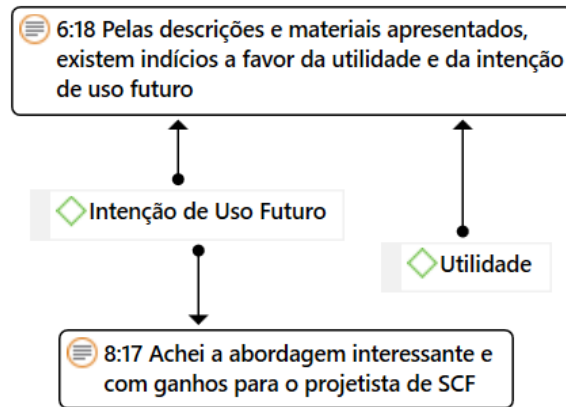 6:18 Pelas descrições e materiais apresentados,
existem indícios a favor da utilidade e da intenção
de uso futuro
Intenção de Uso Futuro
Utilidade
8:17 Achei a abordagem interessante e
com ganhos para o projetista de SCF